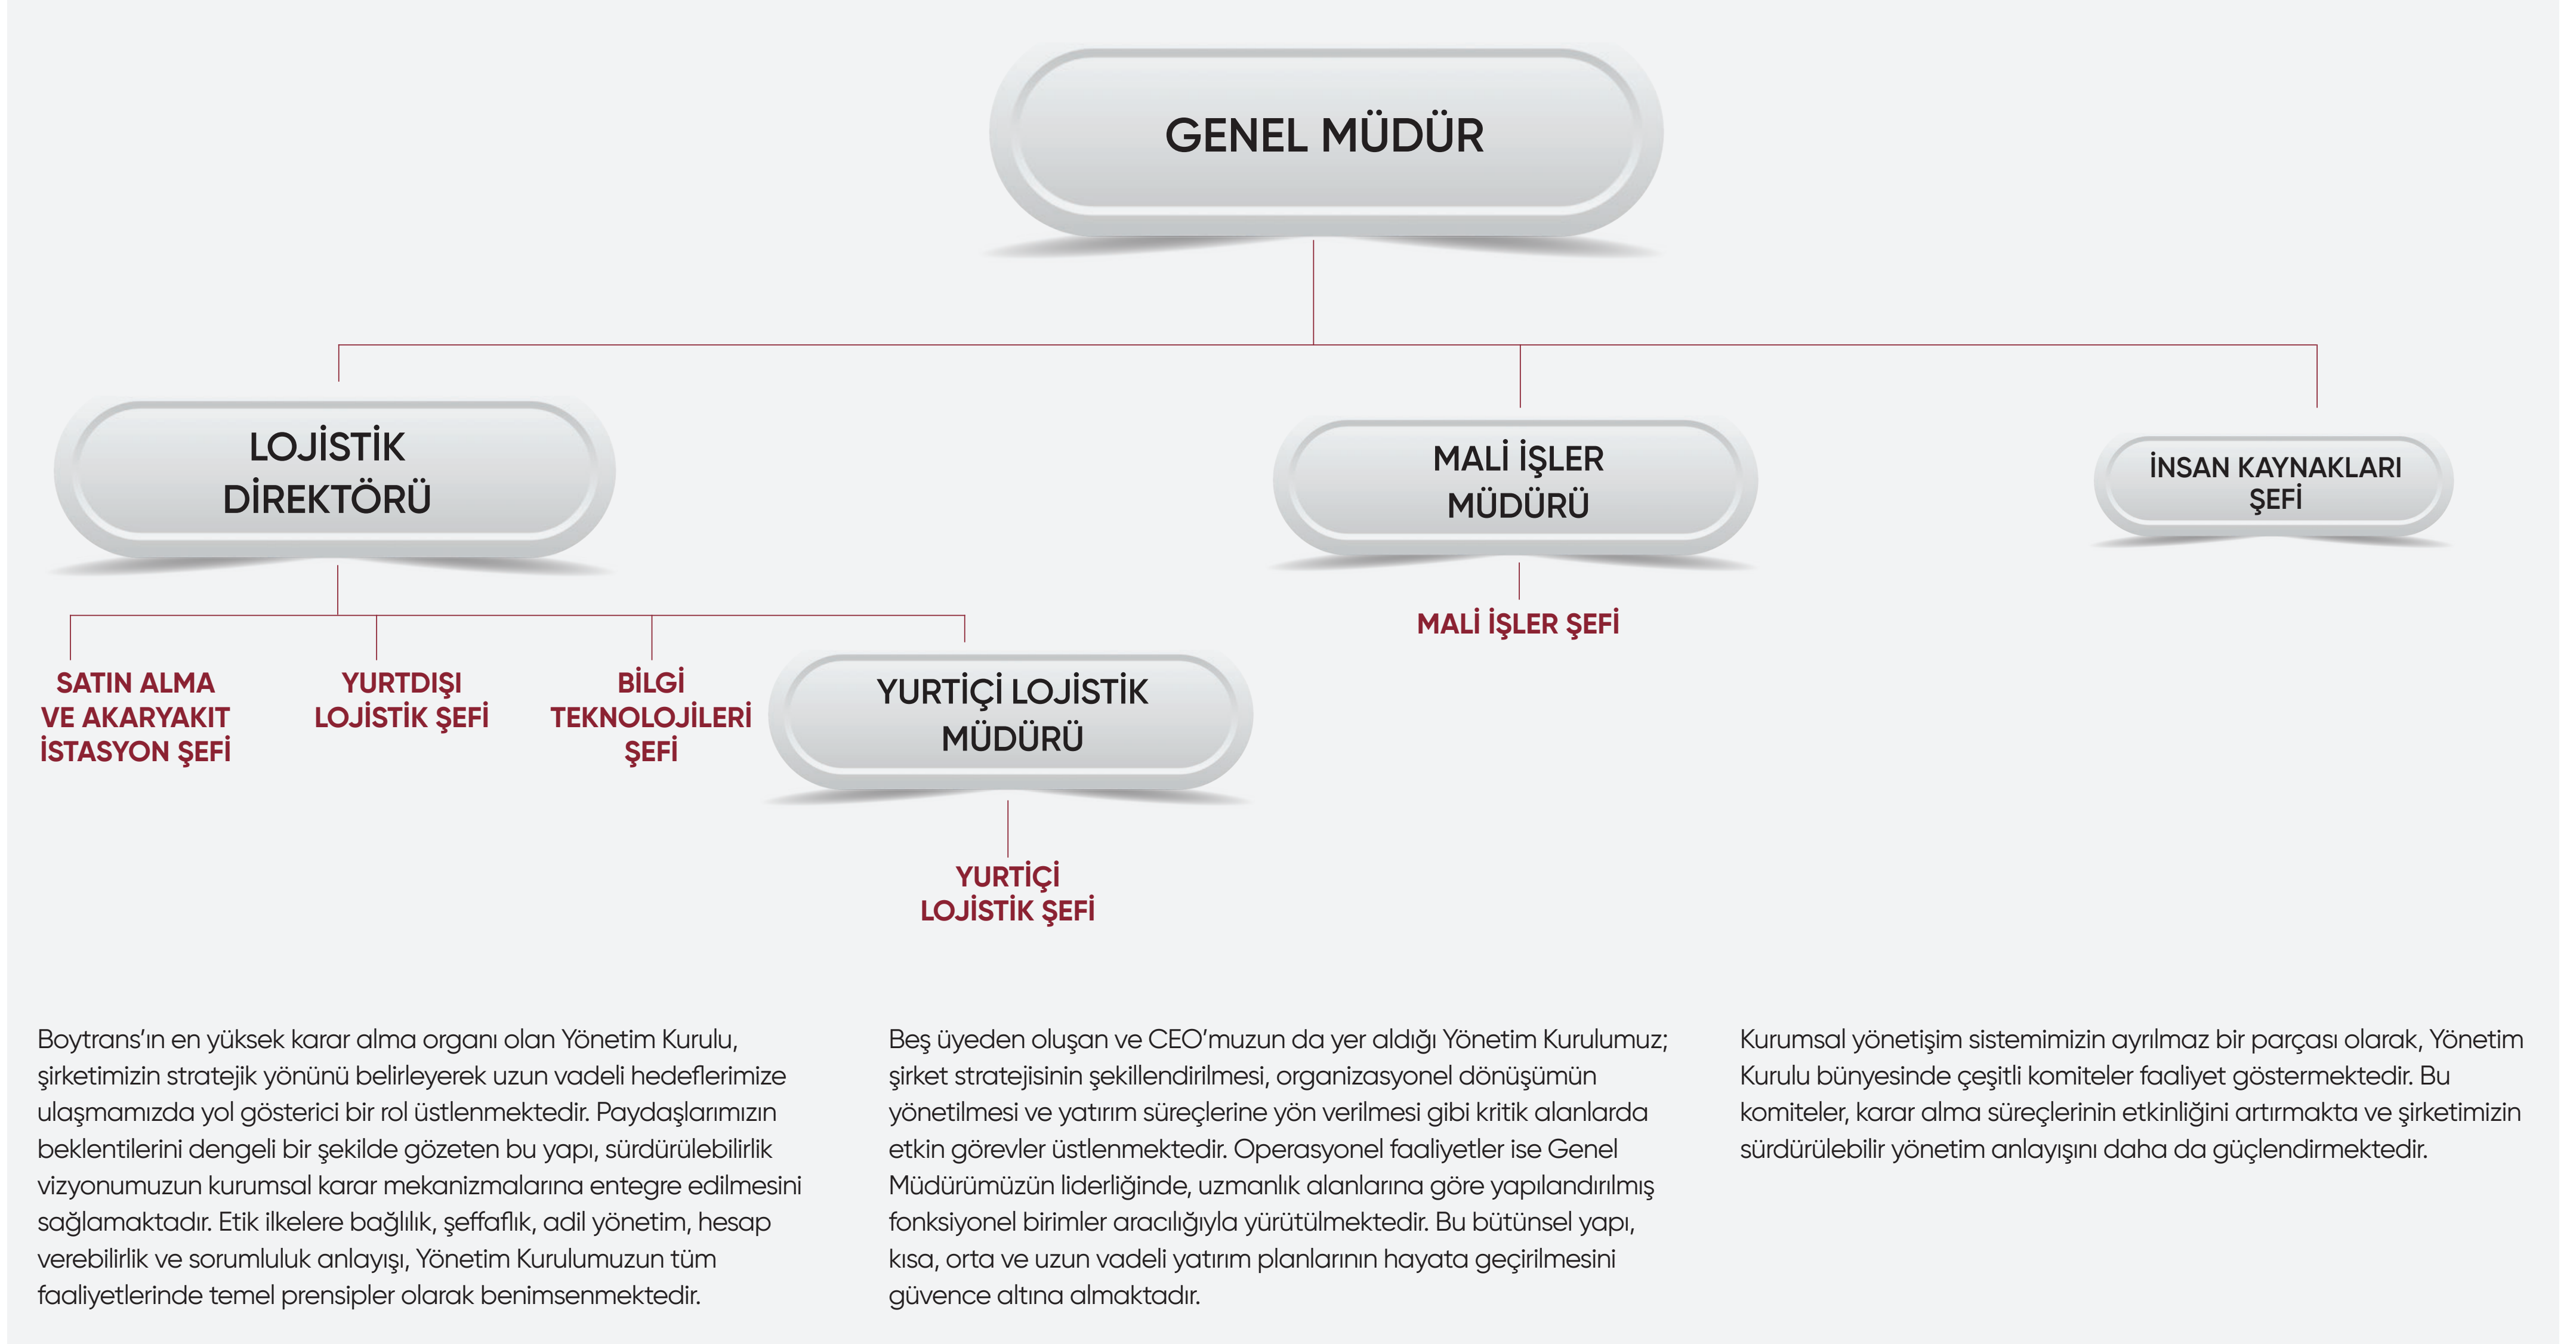 GENEL MÜDÜR
LOJİSTİK
DİREKTÖRÜ
MALİ İŞLER
MÜDÜRÜ
İNSAN KAYNAKLARI
ŞEFİ
MALİ İŞLER ŞEFİ
SATIN ALMA
VE AKARYAKIT
İSTASYON ŞEFİ
YURTDIŞI
LOJİSTİK ŞEFİ
BİLGİ
TEKNOLOJİLERİ
ŞEFİ
YURTİÇİ LOJİSTİK
MÜDÜRÜ
YURTİÇİ
LOJİSTİK ŞEFİ
Boytrans’ın en yüksek karar alma organı olan Yönetim Kurulu,
şirketimizin stratejik yönünü belirleyerek uzun vadeli hedeflerimize
ulaşmamızda yol gösterici bir rol üstlenmektedir. Paydaşlarımızın
beklentilerini dengeli bir şekilde gözeten bu yapı, sürdürülebilirlik
vizyonumuzun kurumsal karar mekanizmalarına entegre edilmesini
sağlamaktadır. Etik ilkelere bağlılık, şeffaflık, adil yönetim, hesap
verebilirlik ve sorumluluk anlayışı, Yönetim Kurulumuzun tüm
faaliyetlerinde temel prensipler olarak benimsenmektedir.
Beş üyeden oluşan ve CEO’muzun da yer aldığı Yönetim Kurulumuz;
şirket stratejisinin şekillendirilmesi, organizasyonel dönüşümün
yönetilmesi ve yatırım süreçlerine yön verilmesi gibi kritik alanlarda
etkin görevler üstlenmektedir. Operasyonel faaliyetler ise Genel
Müdürümüzün liderliğinde, uzmanlık alanlarına göre yapılandırılmış
fonksiyonel birimler aracılığıyla yürütülmektedir. Bu bütünsel yapı,
kısa, orta ve uzun vadeli yatırım planlarının hayata geçirilmesini
güvence altına almaktadır.
Kurumsal yönetişim sistemimizin ayrılmaz bir parçası olarak, Yönetim
Kurulu bünyesinde çeşitli komiteler faaliyet göstermektedir. Bu
komiteler, karar alma süreçlerinin etkinliğini artırmakta ve şirketimizin
sürdürülebilir yönetim anlayışını daha da güçlendirmektedir.